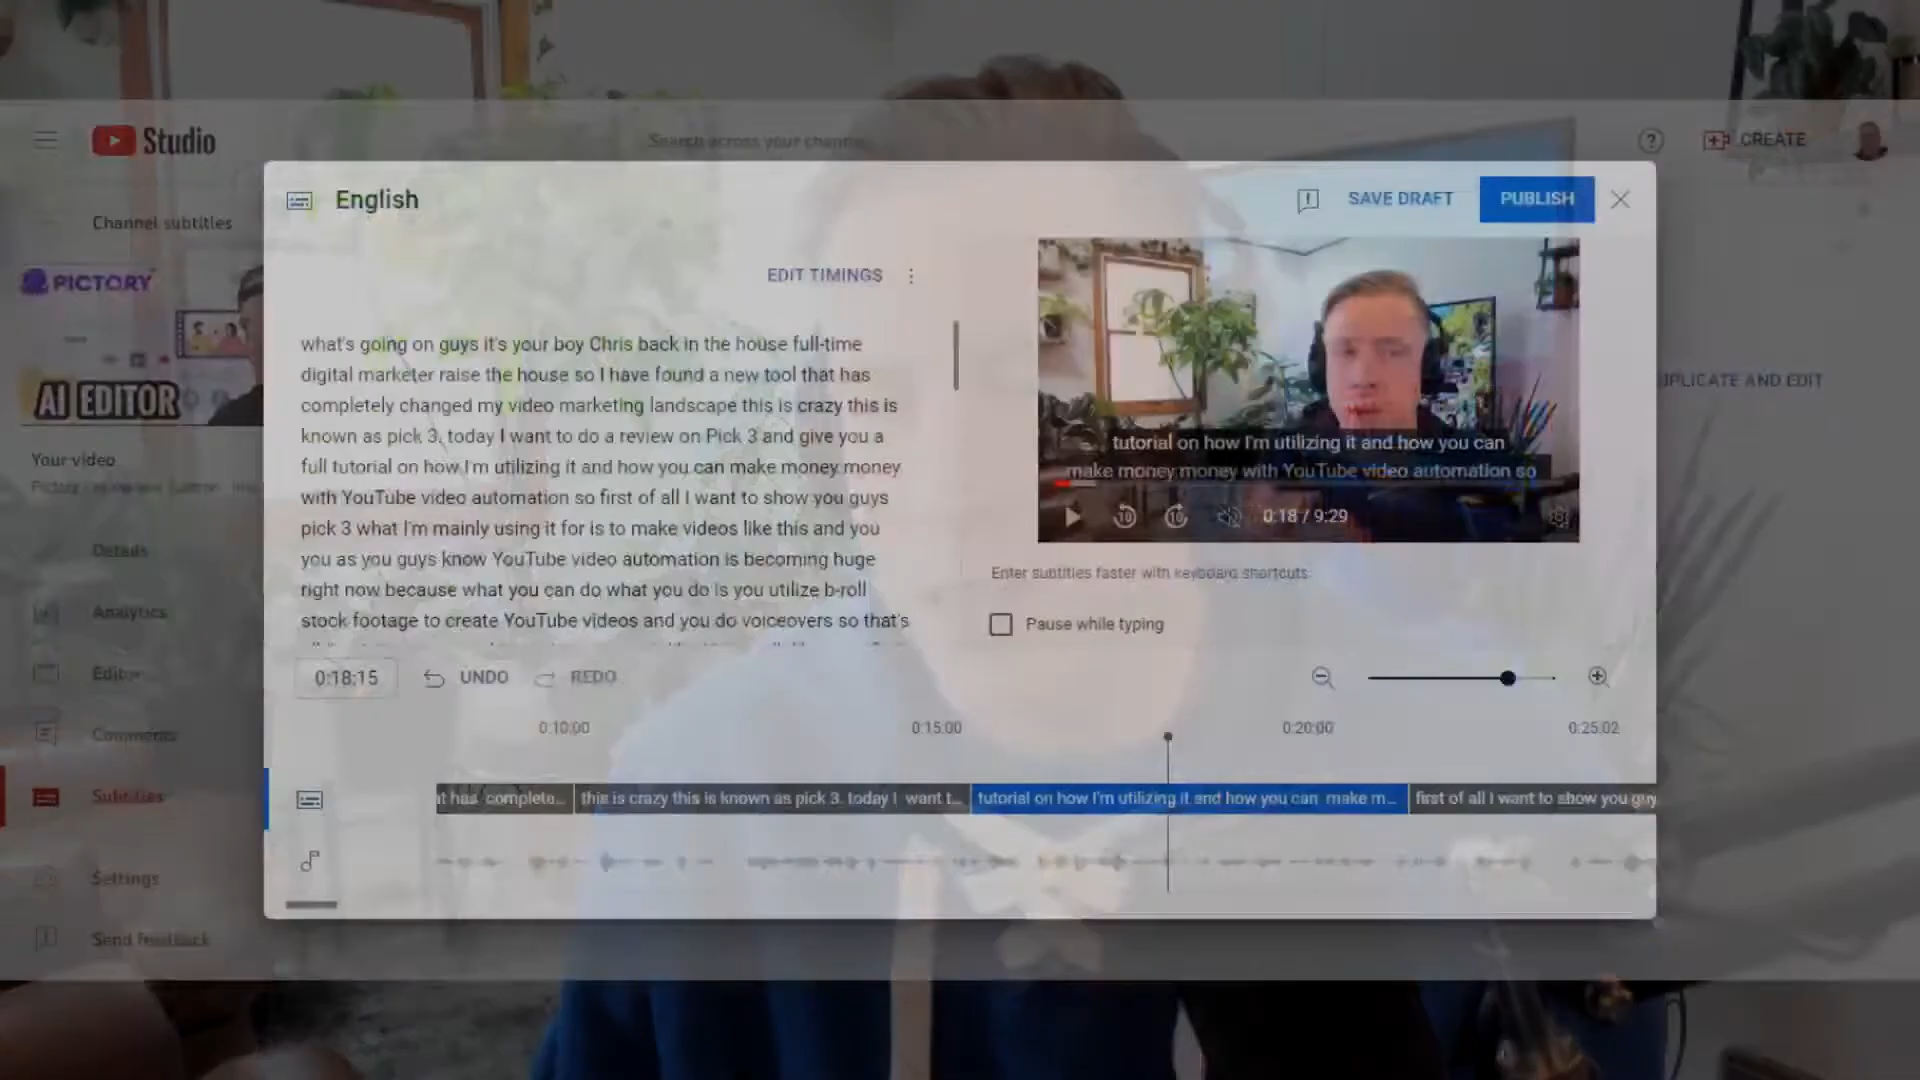 Studio
Search across your chann
CREATE
Channel subtitles
PICTORY
AI EDITOR
Your video
Details
Analytics
Editor
Comments
Subtitles
Settings
Send feedback
English
SAVE DRAFT
PUBLISH
EDIT TIMINGS
what's going on guys it's your boy Chris back in the house full-time
digital marketer raise the house so I have found a new tool that has
completely changed my video marketing landscape this is crazy this is
known as pick 3. today I want to do a review on Pick 3 and give you a
full tutorial on how I'm utilizing it and how you can make money money
with YouTube video automation so first of all I want to show you guys
pick 3 what I'm mainly using it for is to make videos like this and you
you as you guys know YouTube video automation is becoming huge
right now because what you can do what you do is you utilize b-roll
stock footage to create YouTube videos and you do voiceovers so that's
tutorial on how I'm utilizing it and how you can
make money money with YouTube video automation so
10
10
0:18 / 9:29
Enter subtitles faster with keyboard shortcuts
Pause while typing
PLICATE AND EDIT
0:18:15
UNDO
REDO
0:10:00
0:15:00
0:20:00
0:25:02
t has complete...
this is crazy this is known as pick 3. today I want t...
tutorial on how I'm utilizing it and how you can make m...
first of all I want to show you guy